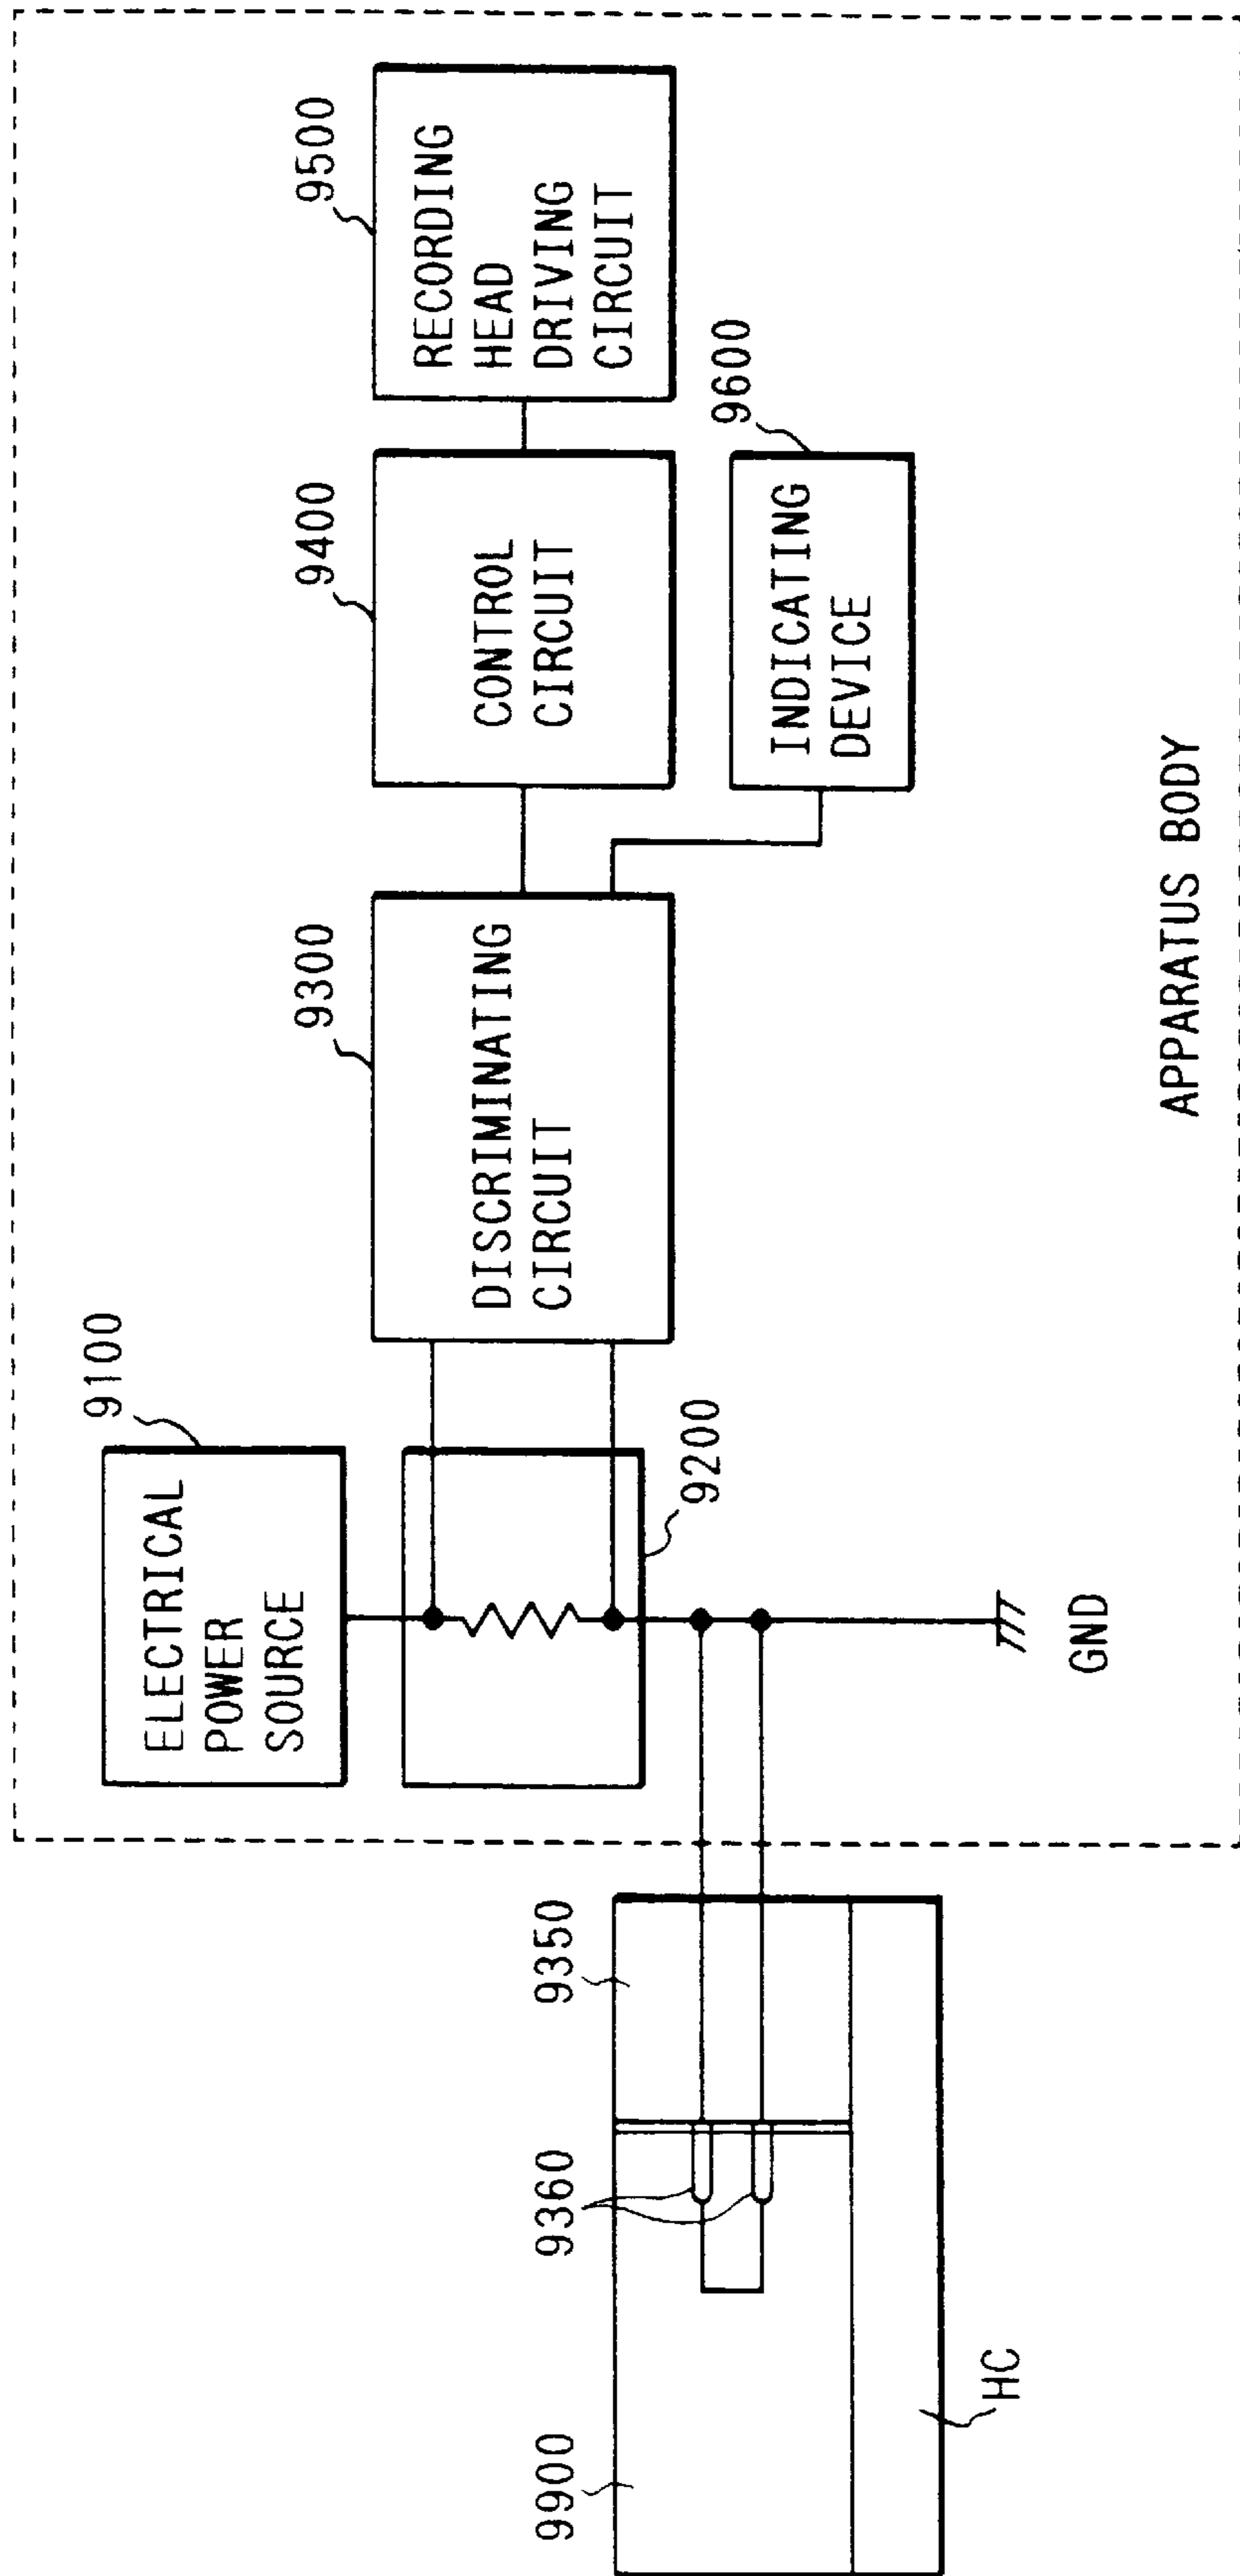 9100
ELECTRICAL
POWER
SOURCE
9200
9300
DISCRIMINATING
CIRCUIT
9400
CONTROL
CIRCUIT
9500
RECORDING
HEAD
DRIVING
CIRCUIT
9600
INDICATING
DEVICE
9900
9360
9350
HC
GND
APPARATUS BODY